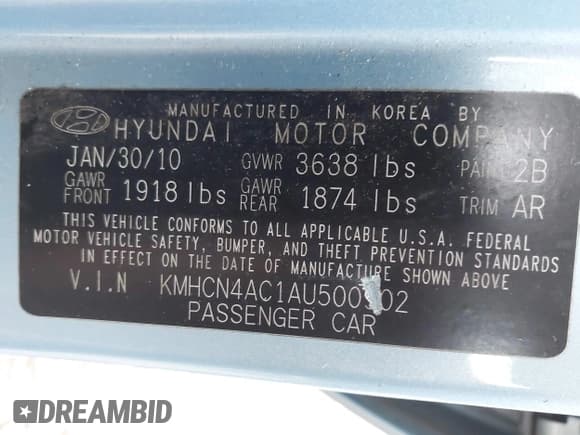 MANUFACTURED IN KOREA BY
HYUNDAI MOTOR COMPANY
JAN/30/10 GVWR 3638 lbs PAINT 2B
GAWR FRONT 1918 lbs GAWR REAR 1874 lbs TRIM AR
THIS VEHICLE CONFORMS TO ALL APPLICABLE U.S.A. FEDERAL
MOTOR VEHICLE SAFETY, BUMPER, AND THEFT PREVENTION STANDARDS
IN EFFECT ON THE DATE OF MANUFACTURE SHOWN ABOVE
V.I.N
PASSENGER CAR
DREAMBID